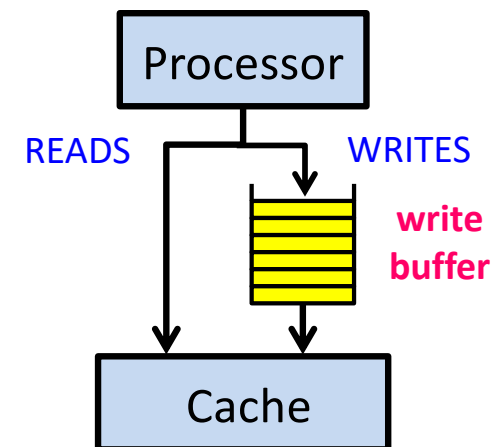 Processor
READS
WRITES
write
buffer
Cache